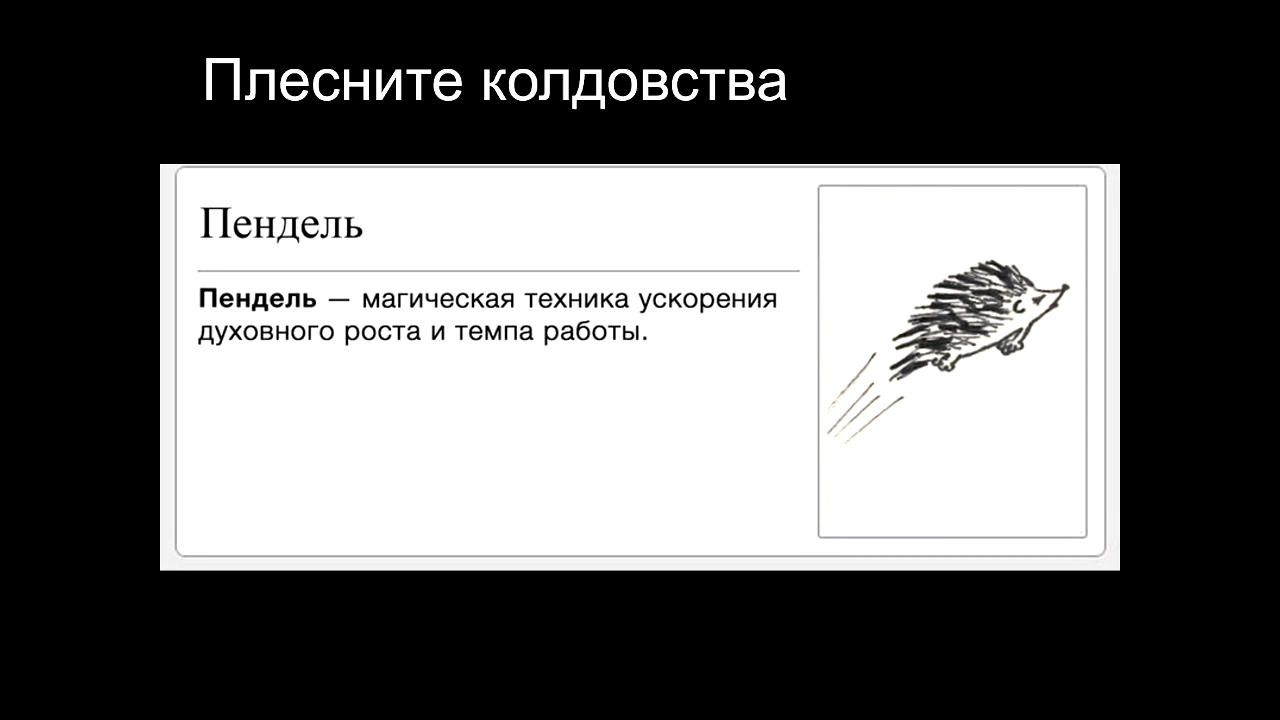 Плесните колдовства
Пендель
Пендель — магическая техника ускорения
духовного роста и темпа работы.